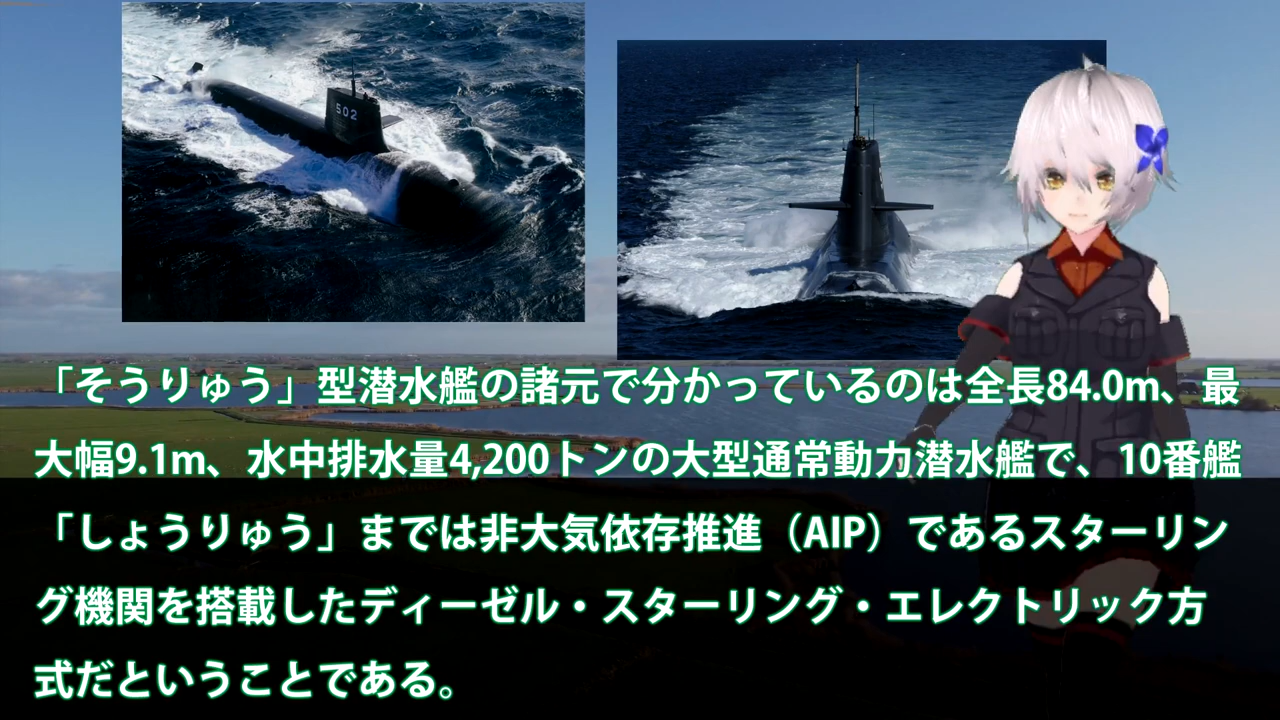 502
「そうりゅう」型潜水艦の諸元で分かっているのは全長84.0m、最
大幅9.1m、水中排水量4,200トンの大型通常動力潜水艦で、10番艦
「しょうりゅう」までは非大気依存推進（AIP）であるスターリン
グ機関を搭載したディーゼル・スターリング・エレクトリック方
式だということである。